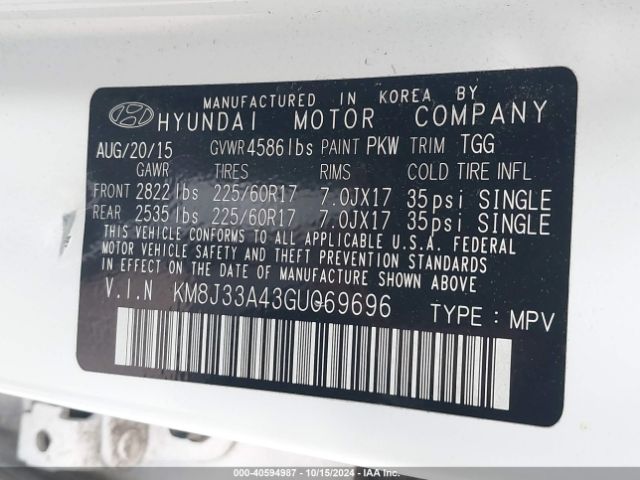 MANUFACTURED IN KOREA BY
HYUNDAI MOTOR COMPANY
AUG/20/15 GVWR 4586lbs PAINT PKW TRIM TGG
GAWR TIRES RIMS COLD TIRE INFL
FRONT 2822 lbs 225/60R17 7.0JX17 35psi SINGLE
REAR 2535 lbs 225/60R17 7.0JX17 35psi SINGLE
THIS VEHICLE CONFORMS TO ALL APPLICABLE U.S.A. FEDERAL
MOTOR VEHICLE SAFETY AND THEFT PREVENTION STANDARDS
IN EFFECT ON THE DATE OF MANUFACTURE SHOWN ABOVE.
V.I.N KM8J33A43GU069696 TYPE : MPV
000-40594987 - 10/15/2024 - IAA Inc.